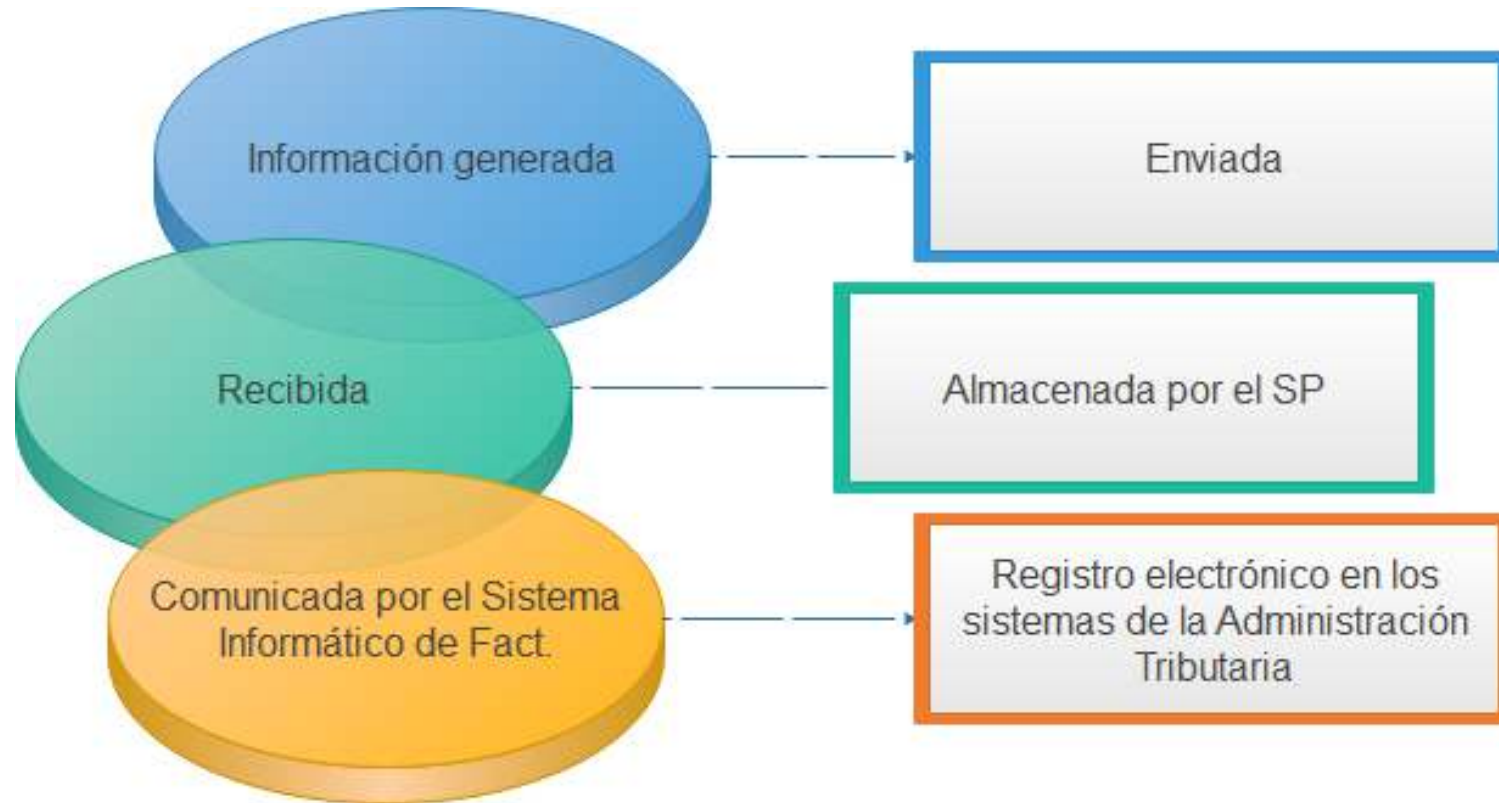 Información generada
Enviada
Recibida
Almacenada por el SP
Comunicada por el Sistema
Informático de Fact.
Registro electrónico en los
sistemas de la Administración
Tributaria